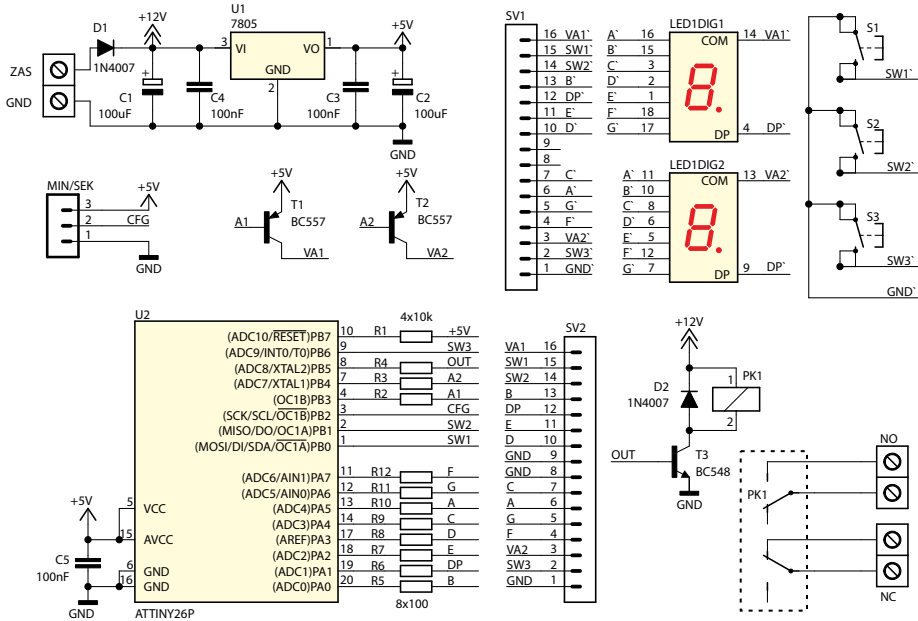 D1
1N4007
+12V
U1
7805
3 VI VO 1
GND
2
+5V
ZAS
GND
+
C1
100uF
C4
100nF
C3
100nF
+
C2
100uF
GND
MIN/SEK
3 +5V
2 CFG
1
GND
+5V
T1
BC557
A1
VA1
+5V
T2
BC557
A2
VA2
SV1
16 VA1`
15 SW1`
14 SW2`
13 B`
12 DP`
11 E`
10 D`
9
8
7 C`
6 A`
5 G`
4 F`
3 VA2`
2 SW3`
1 GND`
LED1DIG1
A` 16 COM 14 VA1`
B` 15
C` 3
D` 2
E` 1
F` 18
G` 17 DP 4 DP`
8.
LED1DIG2
A` 11 COM 13 VA2`
B` 10
C` 8
D` 6
E` 5
F` 12
G` 7 DP 9 DP`
8.
S1
SW1`
S2
SW2`
S3
SW3`
GND`
U2
4x10k
(ADC10/RESET)PB7 10 R1 +5V
(ADC9/INT0/T0)PB6 9 SW3
(ADC8/XTAL2)PB5 8 R4 OUT
(ADC7/XTAL1)PB4 7 R3 A2
(OC1B)PB3 4 R2 A1
(SCK/SCL/OC1B)PB2 3 CFG
(MISO/DO/OC1A)PB1 2 SW2
(MOSI/DI/SDA/OC1A)PB0 1 SW1
(ADC6/AIN1)PA7 11 R12 F
(ADC5/AIN0)PA6 12 R11 G
(ADC4)PA5 13 R10 A
(ADC3)PA4 14 R9 C
(AREF)PA3 17 R8 D
(ADC2)PA2 18 R7 E
(ADC1)PA1 19 R6 DP
(ADC0)PA0 20 R5 B
8x100
+5V
5 VCC
15 AVCC
C5
100nF
6 GND
16 GND
GND
ATTINY26P
SV2
VA1 16
SW1 15
SW2 14
B 13
DP 12
E 11
D 10
GND 9
GND 8
C 7
A 6
G 5
F 4
VA2 3
SW3 2
GND 1
+12V
D2
1N4007
1 PK1
2
OUT
T3
BC548
GND
PK1
NO
NC